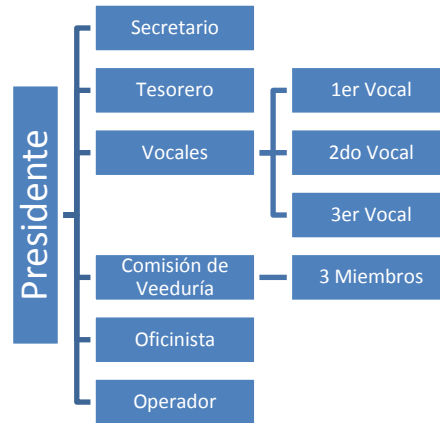 Presidente
Secretario
Tesorero
Vocales
1er Vocal
2do Vocal
3er Vocal
Comisión de
Veeduría
3 Miembros
Oficinista
Operador